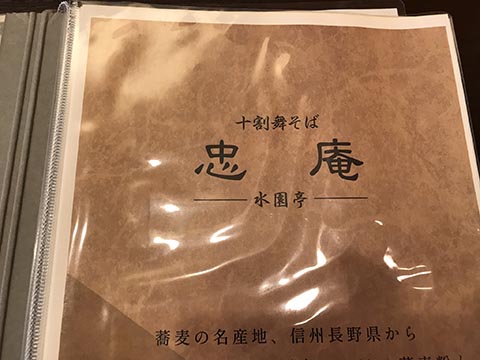 十割舞そば
忠庵
水園亭
蕎麦の名産地、信州長野県から